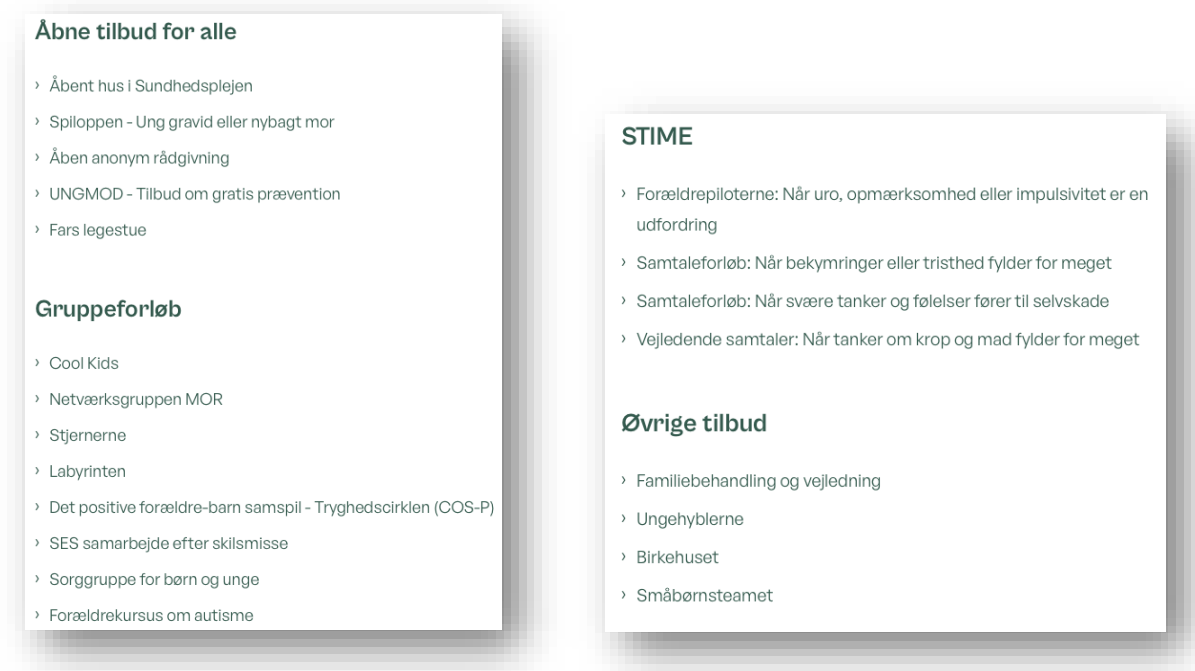 Åbne tilbud for alle
› Åbent hus i Sundhedsplejen
› Spiloppen - Ung gravid eller nybagt mor
› Åben anonym rådgivning
› UNGMOD - Tilbud om gratis prævention
› Fars legestue
Gruppeforløb
› Cool Kids
› Netværksgruppen MOR
› Stjernerne
› Labyrinten
› Det positive forældre-barn samspil - Tryghedscirklen (COS-P)
› SES samarbejde efter skilsmisse
› Sorggruppe for børn og unge
› Forældrekursus om autisme
STIME
› Forældrepiloterne: Når uro, opmærksomhed eller impulsivitet er en
udfordring
› Samtaleforløb: Når bekymringer eller tristhed fylder for meget
› Samtaleforløb: Når svære tanker og følelser fører til selvskade
› Vejledende samtaler: Når tanker om krop og mad fylder for meget
Øvrige tilbud
› Familiebehandling og vejledning
› Ungehyblerne
› Birkehuset
› Småbørnsteamet